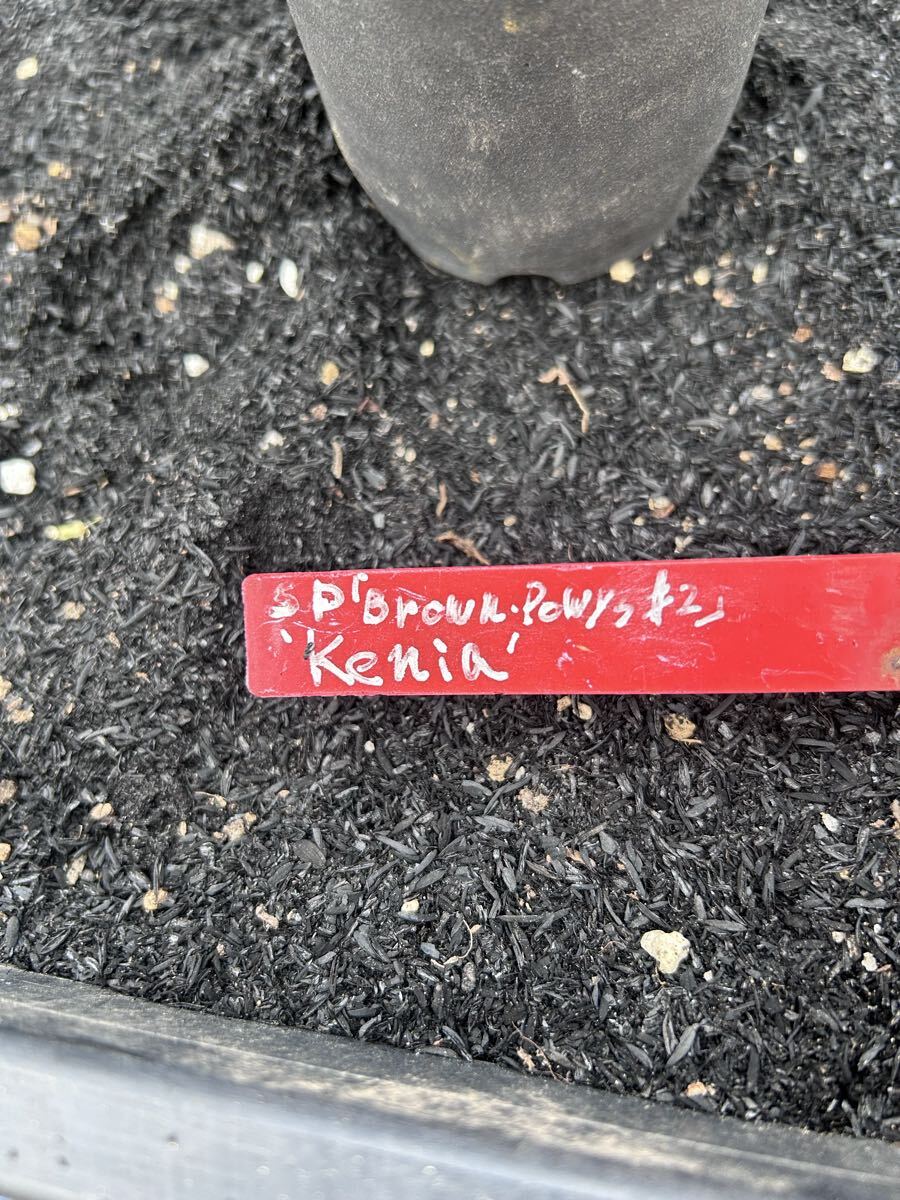 SP「Brown. Powys #2」
'Kenia'